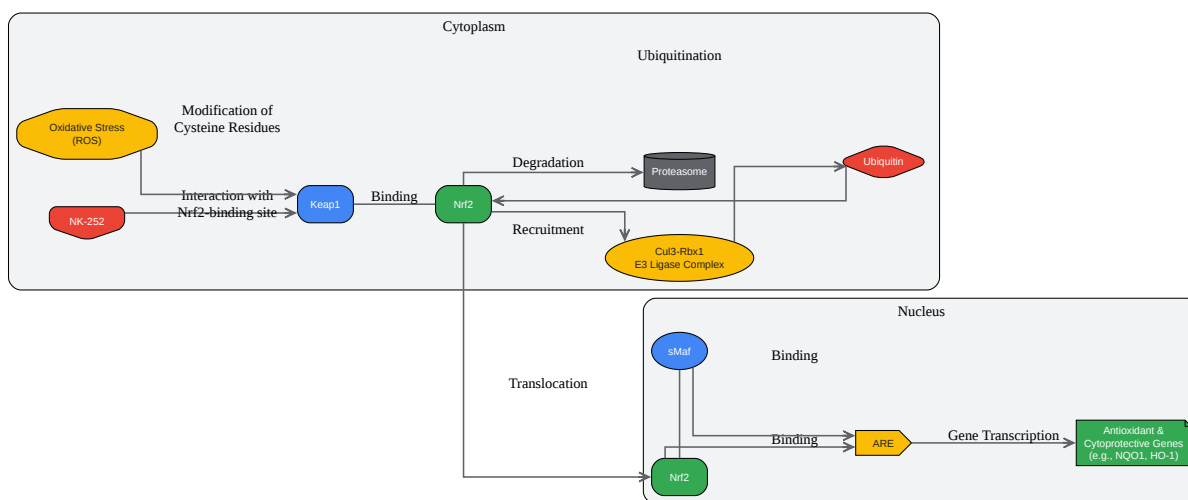 Cytoplasm
Ubiquitination
Modification of
Cysteine Residues
Oxidative Stress
(ROS)
Degradation
Proteasome
Ubiquitin
Interaction with
Nrf2-binding site
NK-252
Keap1
Binding
Nrf2
Recruitment
Cul3-Rbx1
E3 Ligase Complex
Nucleus
sMaf
Binding
Translocation
Binding
ARE
Gene Transcription
Antioxidant &
Cytoprotective Genes
(e.g., NQO1, HO-1)
Nrf2